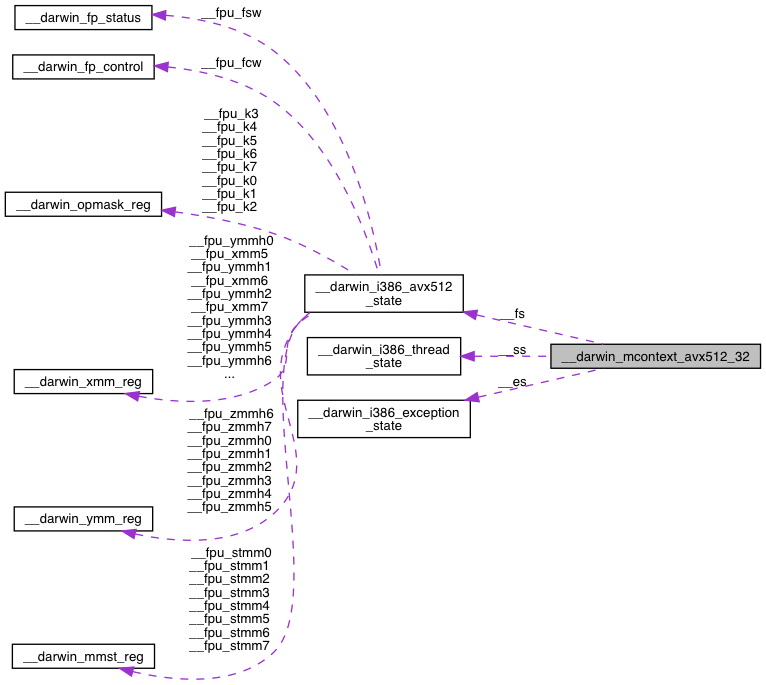 __darwin_fp_status
__fpu_fsw
__darwin_fp_control
__fpu_fcw
__fpu_k3
__fpu_k4
__fpu_k5
__fpu_k6
__fpu_k7
__fpu_k0
__fpu_k1
__fpu_k2
__darwin_opmask_reg
__fpu_ymmh0
__fpu_xmm5
__fpu_ymmh1
__fpu_xmm6
__fpu_ymmh2
__fpu_xmm7
__fpu_ymmh3
__fpu_ymmh4
__fpu_ymmh5
__fpu_ymmh6
...
__darwin_i386_avx512
_state
__fs
__darwin_i386_thread
_state
__ss
__darwin_mcontext_avx512_32
__es
__darwin_xmm_reg
__darwin_i386_exception
_state
__fpu_zmmh6
__fpu_zmmh7
__fpu_zmmh0
__fpu_zmmh1
__fpu_zmmh2
__fpu_zmmh3
__fpu_zmmh4
__fpu_zmmh5
__darwin_ymm_reg
__fpu_stmm0
__fpu_stmm1
__fpu_stmm2
__fpu_stmm3
__fpu_stmm4
__fpu_stmm5
__fpu_stmm6
__fpu_stmm7
__darwin_mmst_reg